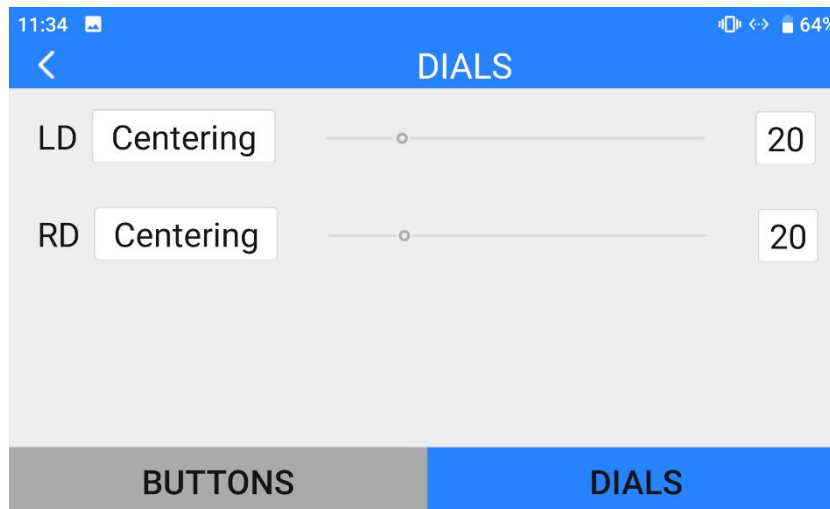 11:34 64%
DIALS
LD Centering 20
RD Centering 20
BUTTONS DIALS